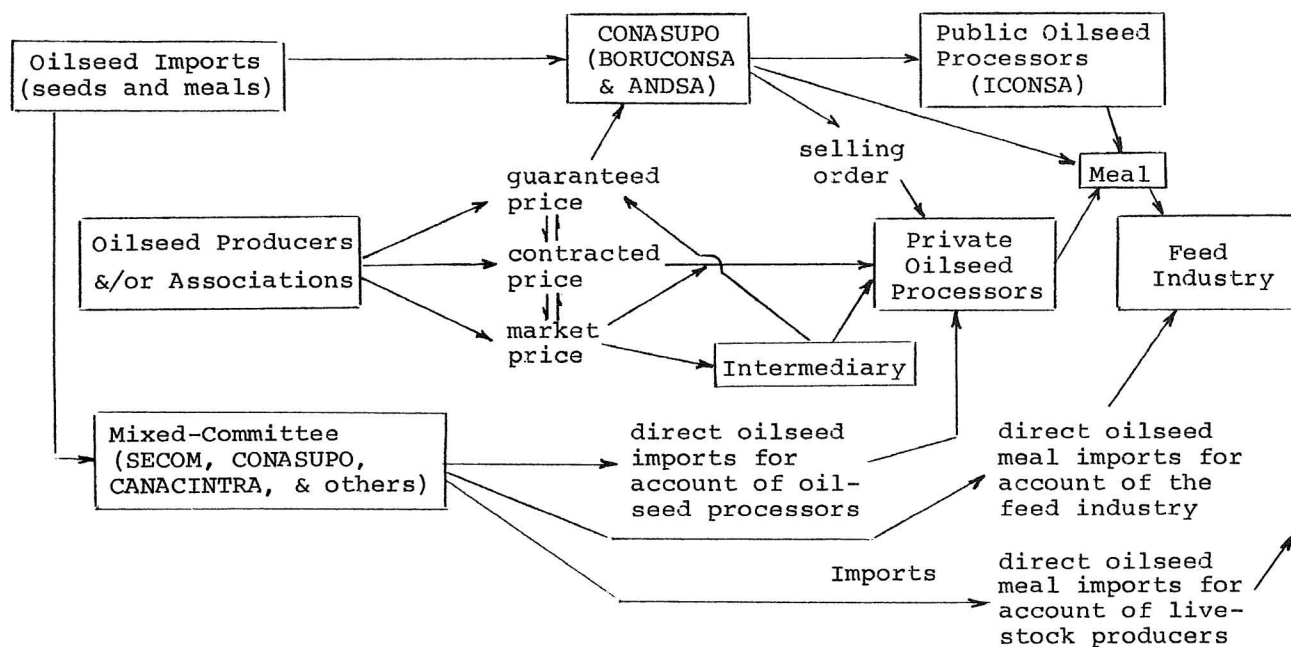 Oilseed Imports
(seeds and meals)
CONASUPO
(BORUCONSA
& ANDSA)
Public Oilseed
Processors
(ICONSA)
selling
order
Meal
guaranteed
price
Oilseed Producers
&/or Associations
contracted
price
Private
Oilseed
Processors
Feed
Industry
market
price
Intermediary
Mixed-Committee
(SECOM, CONASUPO,
CANACINTRA, & others)
direct oilseed
imports for
account of oil-
seed processors
direct oilseed
meal imports for
account of the
feed industry
Imports
direct oilseed
meal imports for
account of live-
stock producers